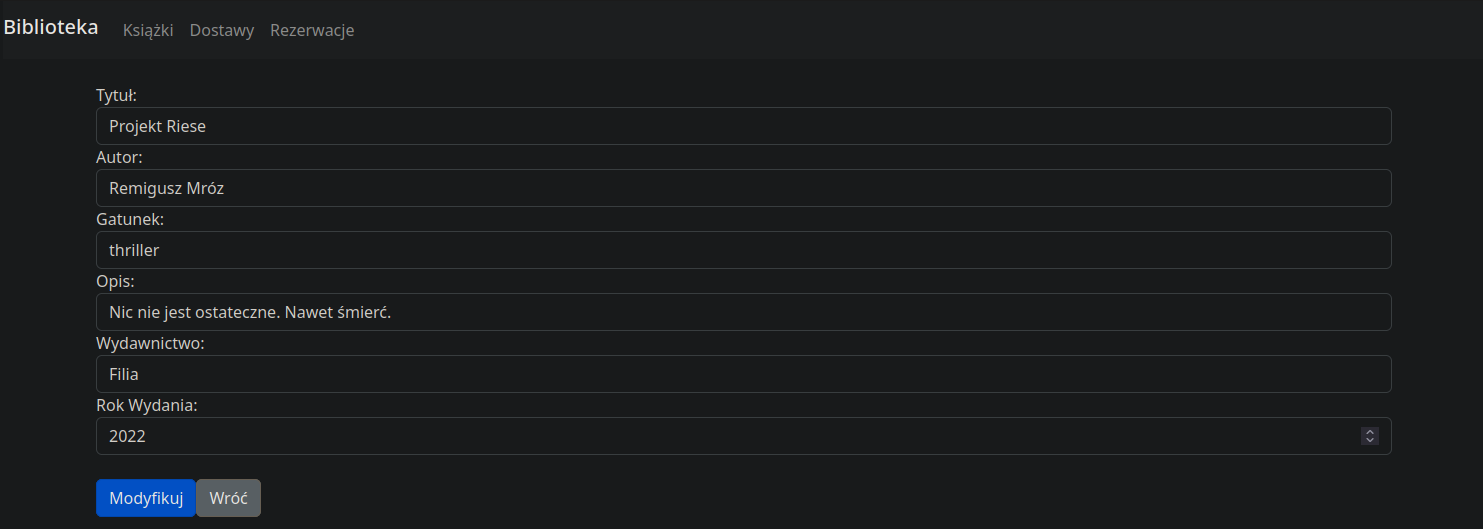 Biblioteka Książki Dostawy Rezerwacje
Tytuł:
Projekt Riese
Autor:
Remigusz Mróz
Gatunek:
thriller
Opis:
Nic nie jest ostateczne. Nawet śmierć.
Wydawnictwo:
Filia
Rok Wydania:
2022
Modyfikuj Wróć